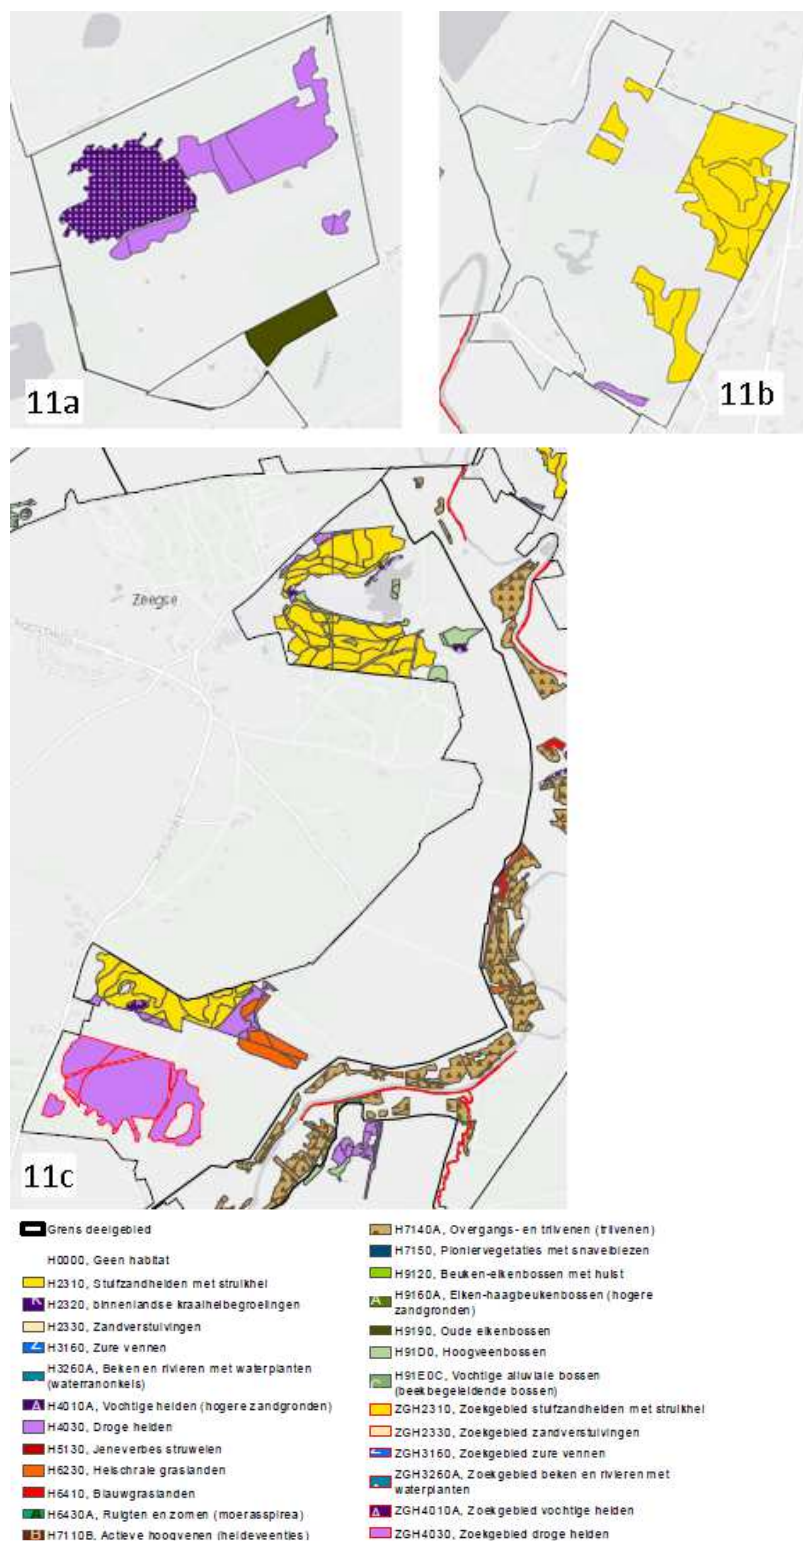 11a
11b
Zeegse
11c
Grens deelgebied
H0000, Geen habitat
H2310, Stuifzandheiden met struikhei
H2320, binnenlandse kraaiheibegroeiingen
H2330, Zandverstuivingen
H3160, Zure vennen
H3260A, Beken en rivieren met waterplanten
(waterranonkels)
H4010A, Vochtige heiden (hogere zandgronden)
H4030, Droge heiden
H5130, Jeneverbes struwelen
H6230, Heischrale graslanden
H6410, Blauwgraslanden
H6430A, Ruigten en zomen (moerasspirea)
H7110B, Actieve hoogvenen (heideveentjes)
H7140A, Overgangs- en trilvenen (trilvenen)
H7150, Pioniervegetaties met snavelbiezen
H9120, Beuken-eikenbossen met hulst
H9160A, Eiken-haagbeukenbossen (hogere
zandgronden)
H9190, Oude eikenbossen
H91D0, Hoogveenbossen
H91E0C, Vochtige alluviale bossen
(beekbegeleidende bossen)
ZGH2310, Zoekgebied stuifzandheiden met struikhei
ZGH2330, Zoekgebied zandverstuivingen
ZGH3160, Zoekgebied zure vennen
ZGH3260A, Zoekgebied beken en rivieren met
waterplanten
ZGH4010A, Zoekgebied vochtige heiden
ZGH4030, Zoekgebied droge heiden